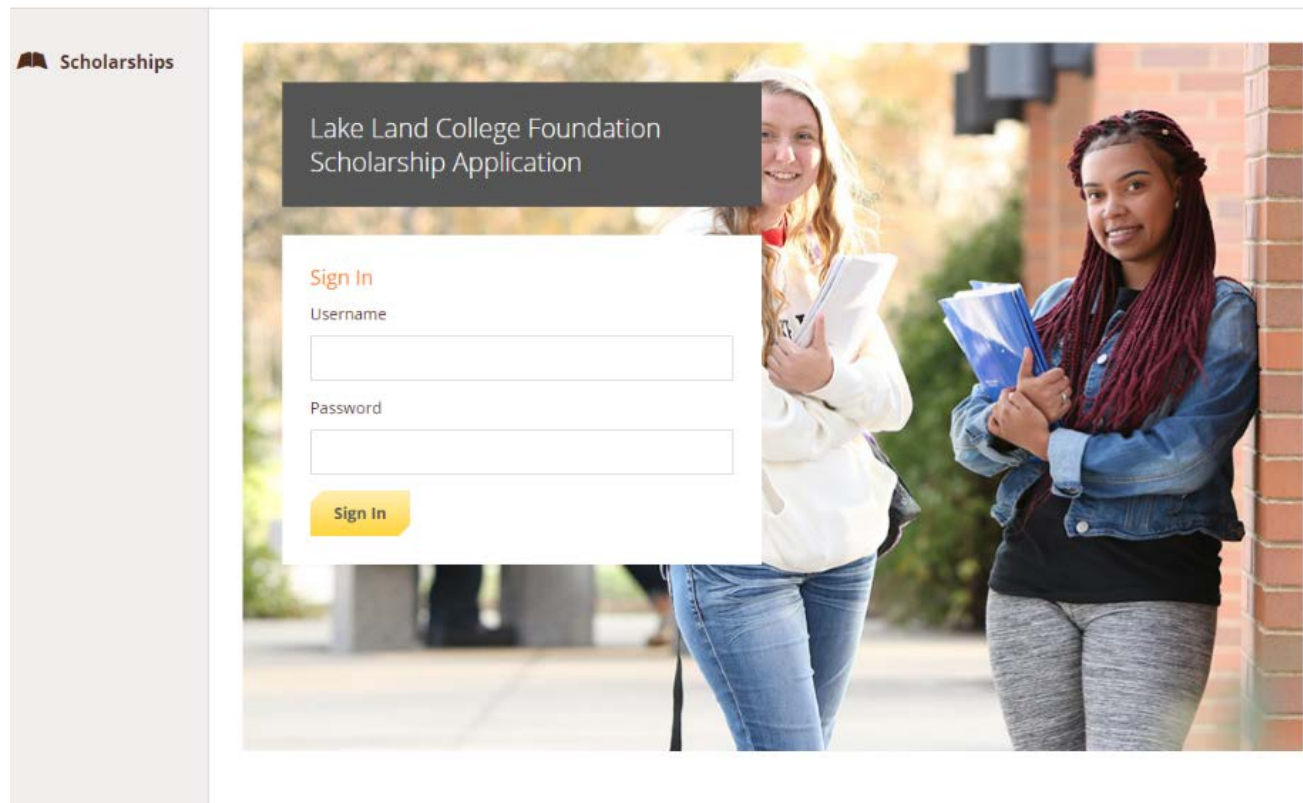 Scholarships
Lake Land College Foundation
Scholarship Application
Sign In
Username
Password
Sign In